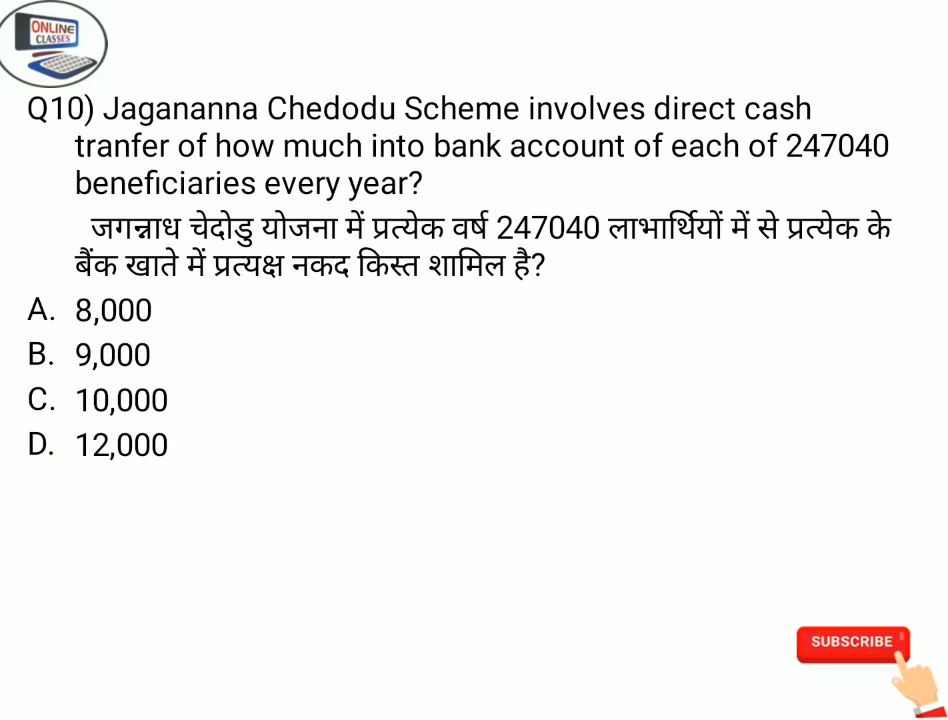 ONLINE
CLASSES
Q10) Jagananna Chedodu Scheme involves direct cash
tranfer of how much into bank account of each of 247040
beneficiaries every year?
जगन्नाध चेदोडु योजना में प्रत्येक वर्ष 247040 लाभार्थियों में से प्रत्येक के
बैंक खाते में प्रत्यक्ष नकद किस्त शामिल है?
A. 8,000
B. 9,000
C. 10,000
D. 12,000
SUBSCRIBE